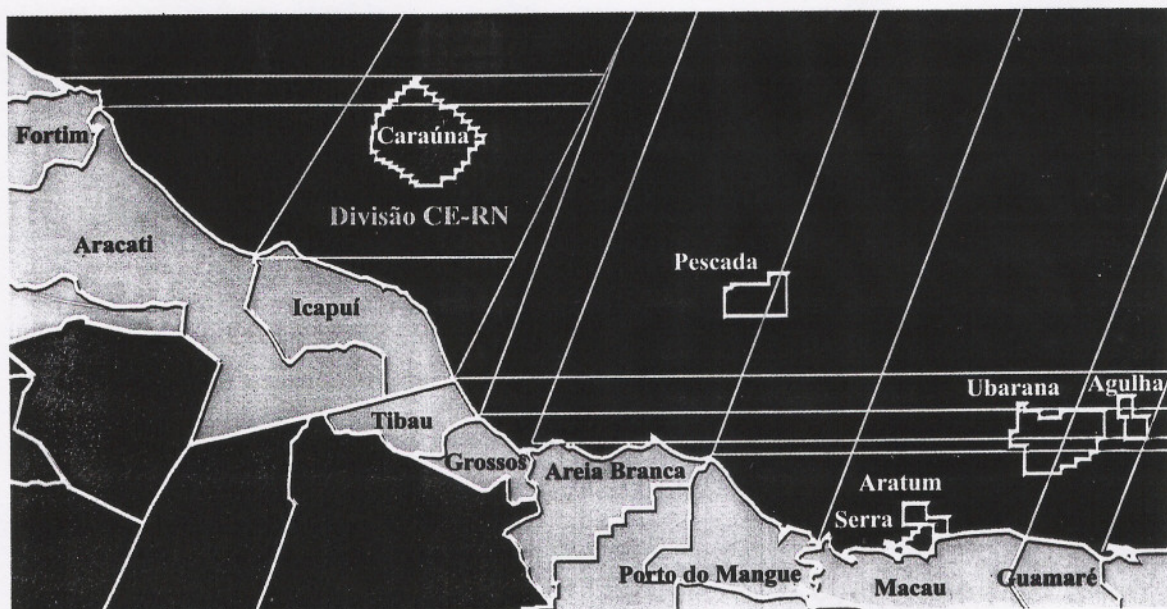 Fortim
Caraúna
Divisão CE-RN
Aracati
Pescada
Icapuí
Ubarana
Agulha
Tibau
Grossos
Areia Branca
Aratum
Serra
Porto do Mangue
Macau
Guamaré